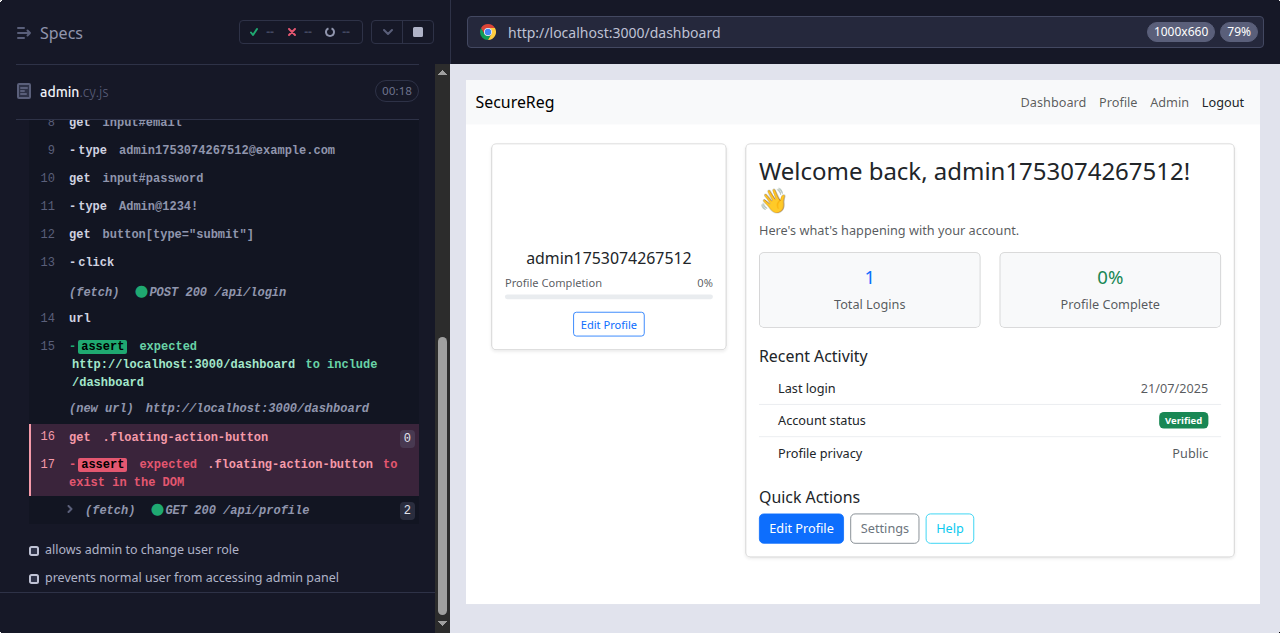 Specs
-- -- --
admin.cy.js
00:18
8 get input#email
9 -type admin1753074267512@example.com
10 get input#password
11 -type Admin@1234!
12 get button[type="submit"]
13 -click
(fetch) POST 200 /api/login
14 url
15 -assert expected
http://localhost:3000/dashboard to include
/dashboard
(new url) http://localhost:3000/dashboard
16 get .floating-action-button 0
17 -assert expected .floating-action-button to
exist in the DOM
(fetch) GET 200 /api/profile 2
allows admin to change user role
prevents normal user from accessing admin panel
http://localhost:3000/dashboard
1000x660 79%
SecureReg
Dashboard Profile Admin Logout
admin1753074267512
Profile Completion 0%
Edit Profile
Welcome back, admin1753074267512!
👋
Here's what's happening with your account.
1
Total Logins
0%
Profile Complete
Recent Activity
Last login 21/07/2025
Account status Verified
Profile privacy Public
Quick Actions
Edit Profile Settings Help